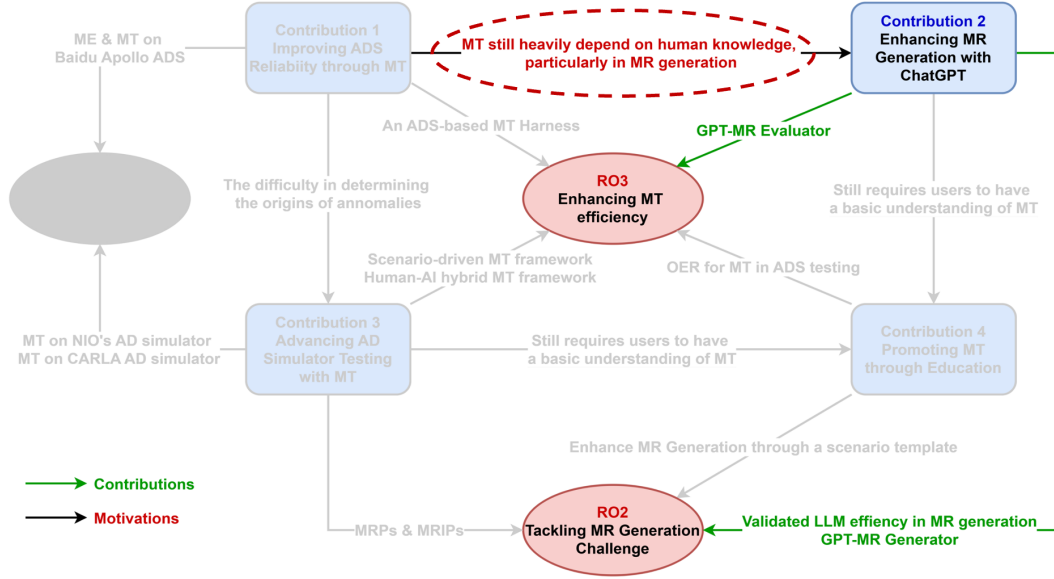 ME & MT on
Baidu Apollo ADS
Contribution 1
Improving ADS
Reliabiity through MT
MT still heavily depend on human knowledge,
particularly in MR generation
Contribution 2
Enhancing MR
Generation with
ChatGPT
An ADS-based MT Harness
GPT-MR Evaluator
The difficulty in determining
the origins of annomalies
RO3
Enhancing MT
efficiency
Still requires users to have
a basic understanding of MT
Scenario-driven MT framework
Human-AI hybrid MT framework
OER for MT in ADS testing
MT on NIO's AD simulator
MT on CARLA AD simulator
Contribution 3
Advancing AD
Simulator Testing
with MT
Still requires users to have
a basic understanding of MT
Contribution 4
Promoting MT
through Education
Enhance MR Generation through a scenario template
Contributions
Motivations
MRPs & MRIPs
RO2
Tackling MR Generation
Challenge
Validated LLM effiency in MR generation
GPT-MR Generator